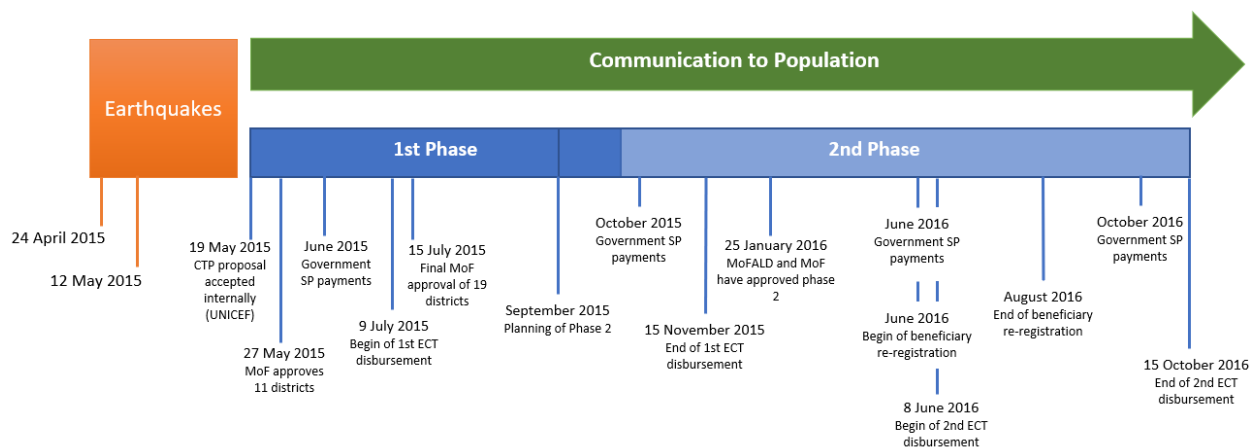 Communication to Population
Earthquakes
1st Phase
2nd Phase
24 April 2015
12 May 2015
19 May 2015
CTP proposal
accepted
internally
(UNICEF)
27 May 2015
MoF approves
11 districts
June 2015
Government
SP payments
9 July 2015
Begin of 1st ECT
disbursement
15 July 2015
Final MoF
approval of 19
districts
September 2015
Planning of Phase 2
October 2015
Government SP
payments
15 November 2015
End of 1st ECT
disbursement
25 January 2016
MoFALD and MoF
have approved phase
2
June 2016
Government SP
payments
June 2016
Begin of beneficiary
re-registration
8 June 2016
Begin of 2nd ECT
disbursement
August 2016
End of beneficiary
re-registration
October 2016
Government SP
payments
15 October 2016
End of 2nd ECT
disbursement